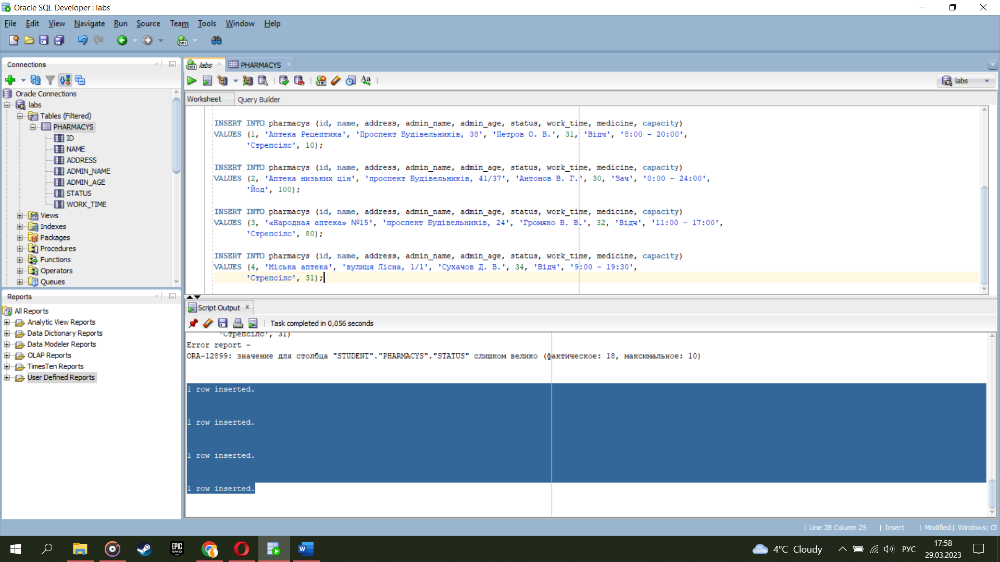 Oracle SQL Developer : labs
File Edit View Navigate Run Source Team Tools Window Help
Connections
Oracle Connections
labs
Tables (Filtered)
PHARMACYS
ID
NAME
ADDRESS
ADMIN_NAME
ADMIN_AGE
STATUS
WORK_TIME
Views
Indexes
Packages
Procedures
Functions
Operators
Queues
Reports
All Reports
Analytic View Reports
Data Dictionary Reports
Data Modeler Reports
OLAP Reports
TimesTen Reports
User Defined Reports
labs PHARMACYS
labs
Worksheet Query Builder
INSERT INTO pharmacys (id, name, address, admin_name, admin_age, status, work_time, medicine, capacity)
VALUES (1, 'Аптека Рецептика', 'Проспект Будівельників, 38', 'Петров О. В.', 31, 'Відч', '8:00 - 20:00',
'Стрепсілс', 10);
INSERT INTO pharmacys (id, name, address, admin_name, admin_age, status, work_time, medicine, capacity)
VALUES (2, 'Аптека низьких цін', 'проспект Будівельників, 41/37', 'Антонов В. Г.', 30, 'Зач', '0:00 - 24:00',
'Йод', 100);
INSERT INTO pharmacys (id, name, address, admin_name, admin_age, status, work_time, medicine, capacity)
VALUES (3, '«Народная аптека» №15', 'проспект Будівельників, 24', 'Громяко В. В.', 32, 'Відч', '11:00 - 17:00',
'Стрепсілс', 80);
INSERT INTO pharmacys (id, name, address, admin_name, admin_age, status, work_time, medicine, capacity)
VALUES (4, 'Міська аптека', 'вулиця Лісна, 1/1', 'Сухачов Д. В.', 34, 'Відч', '9:00 - 19:30',
'Стрепсілс', 31);
Script Output
Task completed in 0,056 seconds
'Стрепсілс', 31)
Error report -
ORA-12899: значение для столбца "STUDENT"."PHARMACYS"."STATUS" слишком велико (фактическое: 18, максимальное: 10)
1 row inserted.
1 row inserted.
1 row inserted.
1 row inserted.
Line 28 Column 25 Insert Modified Windows:
EPIC GAMES
4°C Cloudy
РУС
17:58
29.03.2023